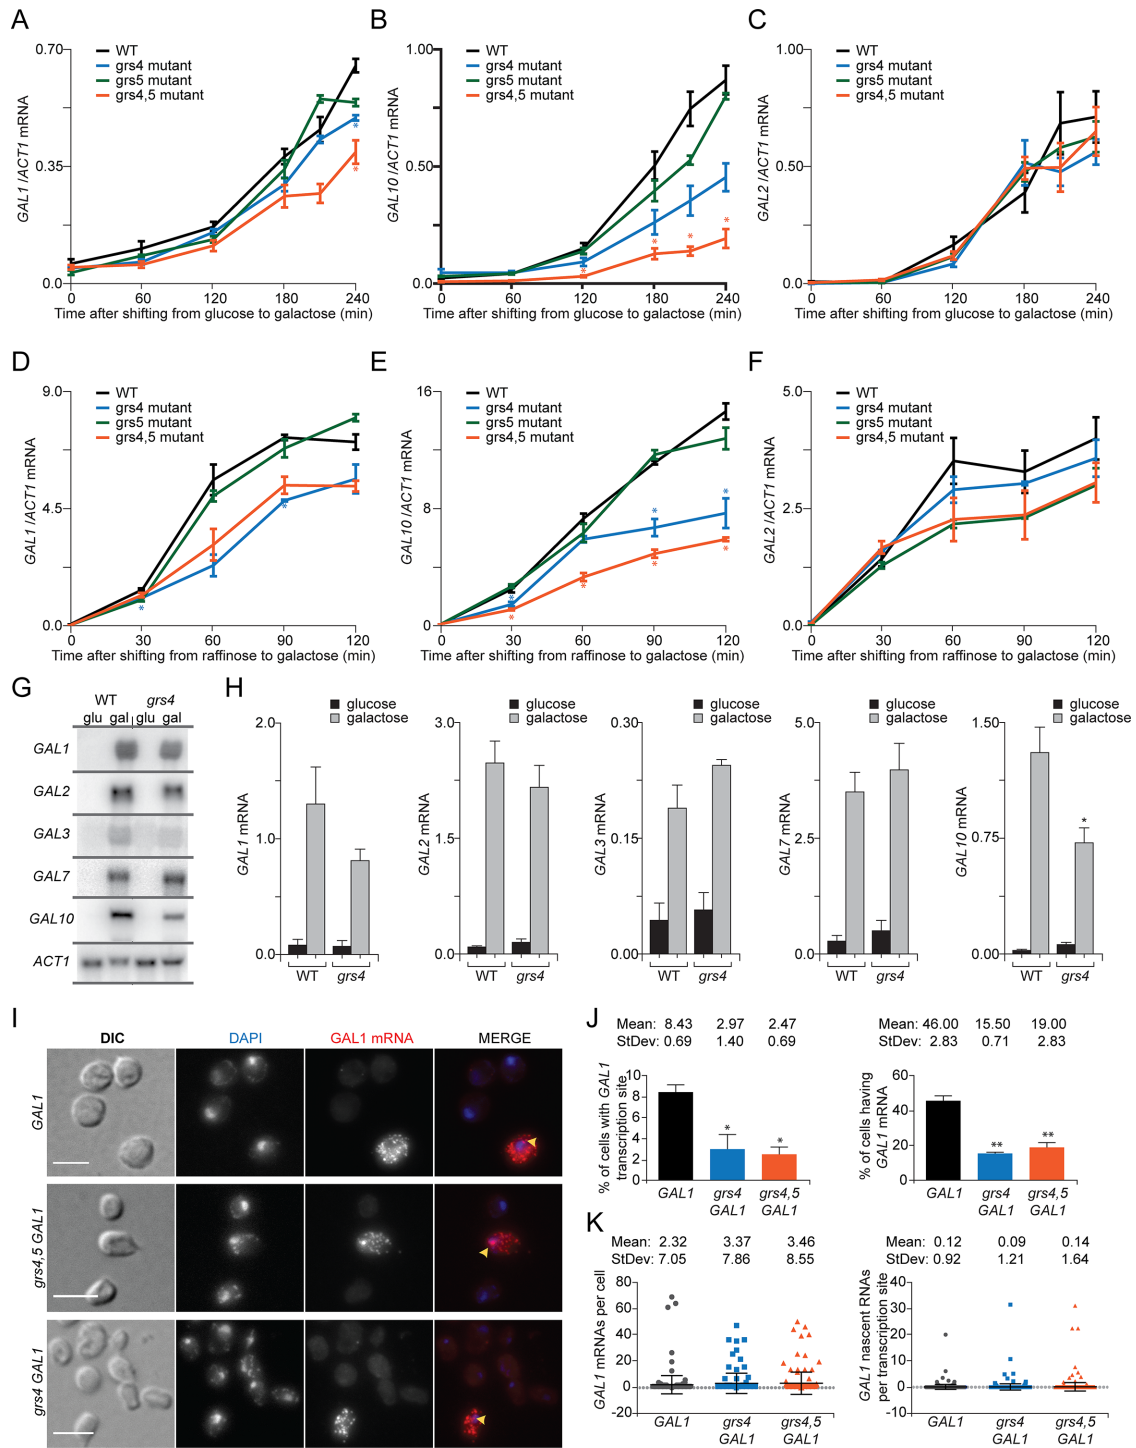 A
0.70
WT
grs4 mutant
grs5 mutant
grs4,5 mutant
GAL1 /ACT1 mRNA
0.35
*
*
0.0
0
60
120
180
240
Time after shifting from glucose to galactose (min)
B
1.00
WT
grs4 mutant
grs5 mutant
grs4,5 mutant
GAL10 /ACT1 mRNA
0.50
*
*
*
*
0.0
0
60
120
180
240
Time after shifting from glucose to galactose (min)
C
1.00
WT
grs4 mutant
grs5 mutant
grs4,5 mutant
GAL2 /ACT1 mRNA
0.50
0.0
0
60
120
180
240
Time after shifting from glucose to galactose (min)
D
9.0
WT
grs4 mutant
grs5 mutant
grs4,5 mutant
GAL1 /ACT1 mRNA
4.5
*
*
0.0
0
30
60
90
120
Time after shifting from raffinose to galactose (min)
E
16
WT
grs4 mutant
grs5 mutant
grs4,5 mutant
GAL10 /ACT1 mRNA
8
*
*
*
*
*
*
*
0
0
30
60
90
120
Time after shifting from raffinose to galactose (min)
F
5.0
WT
grs4 mutant
grs5 mutant
grs4,5 mutant
GAL2 /ACT1 mRNA
2.5
0.0
0
30
60
90
120
Time after shifting from raffinose to galactose (min)
G
WT grs4
glu gal glu gal
GAL1
GAL2
GAL3
GAL7
GAL10
ACT1
H
glucose
galactose
2.0
GAL1 mRNA
1.0
0.0
WT grs4
glucose
galactose
3.0
GAL2 mRNA
1.5
0.0
WT grs4
glucose
galactose
0.30
GAL3 mRNA
0.15
0.00
WT grs4
glucose
galactose
5.0
GAL7 mRNA
2.5
0.0
WT grs4
glucose
galactose
1.50
GAL10 mRNA
0.75
*
0.00
WT grs4
I
DIC DAPI GAL1 mRNA MERGE
GAL1
grs4,5 GAL1
grs4 GAL1
J
Mean: 8.43 2.97 2.47
StDev: 0.69 1.40 0.69
% of cells with GAL1
transcription site
10
8
6
4
2
0
*
*
GAL1 grs4 grs4,5
GAL1 GAL1
Mean: 46.00 15.50 19.00
StDev: 2.83 0.71 2.83
% of cells having
GAL1 mRNA
60
40
20
0
**
**
GAL1 grs4 grs4,5
GAL1 GAL1
K
Mean: 2.32 3.37 3.46
StDev: 7.05 7.86 8.55
GAL1 mRNAs per cell
80
60
40
20
0
-20
GAL1 grs4 grs4,5
GAL1 GAL1
Mean: 0.12 0.09 0.14
StDev: 0.92 1.21 1.64
GAL1 nascent RNAs
per transcription site
40
30
20
10
0
-10
GAL1 grs4 grs4,5
GAL1 GAL1